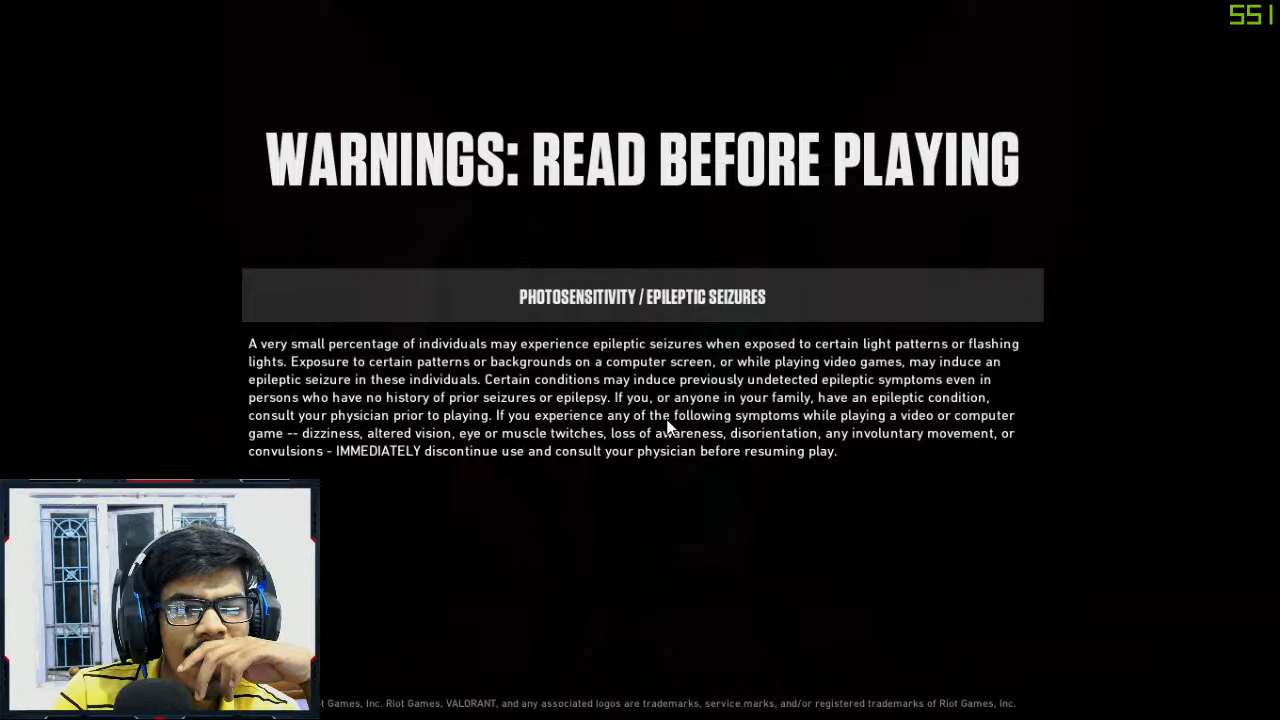 551
WARNINGS: READ BEFORE PLAYING
PHOTOSENSITIVITY / EPILEPTIC SEIZURES
A very small percentage of individuals may experience epileptic seizures when exposed to certain light patterns or flashing
lights. Exposure to certain patterns or backgrounds on a computer screen, or while playing video games, may induce an
epileptic seizure in these individuals. Certain conditions may induce previously undetected epileptic symptoms even in
persons who have no history of prior seizures or epilepsy. If you, or anyone in your family, have an epileptic condition,
consult your physician prior to playing. If you experience any of the following symptoms while playing a video or computer
game -- dizziness, altered vision, eye or muscle twitches, loss of awareness, disorientation, any involuntary movement, or
convulsions - IMMEDIATELY discontinue use and consult your physician before resuming play.
Games, Inc. Riot Games, VALORANT, and any associated logos are trademarks, service marks, and/or registered trademarks of Riot Games, Inc.